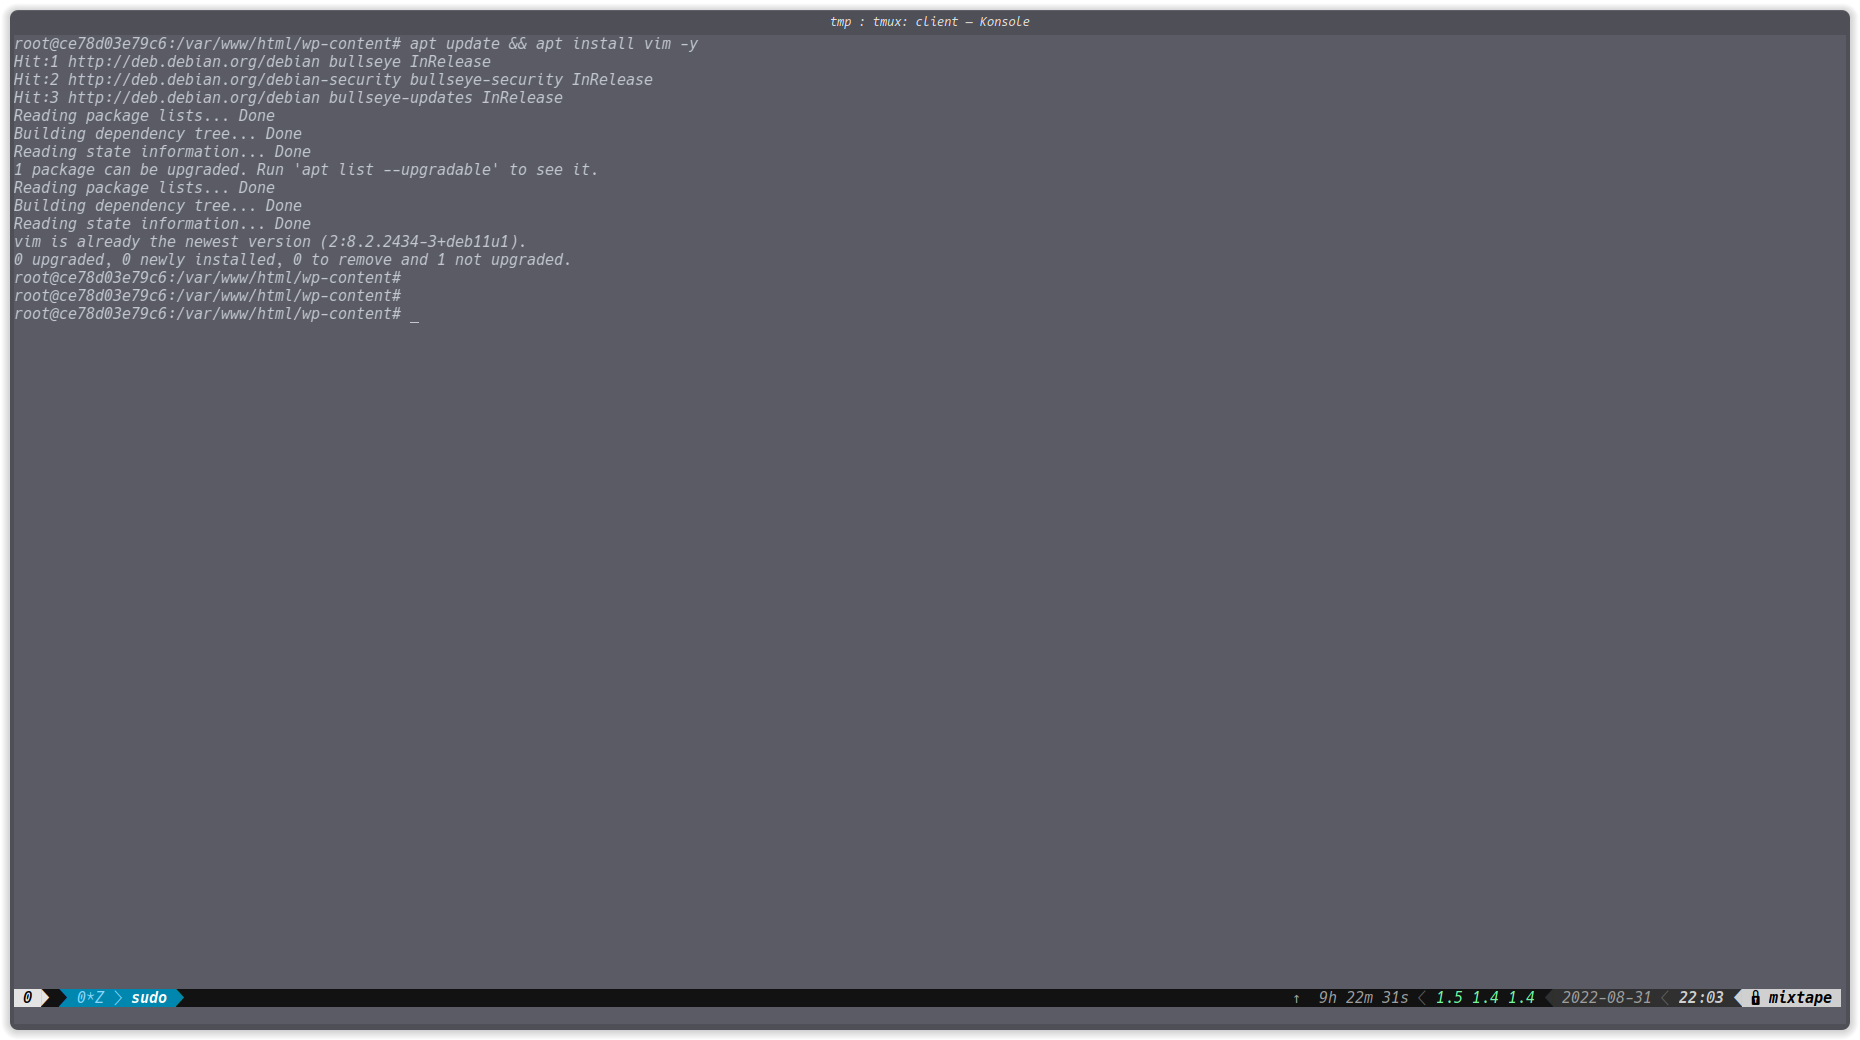 tmp : tmux: client — Konsole
root@ce78d03e79c6:/var/www/html/wp-content# apt update && apt install vim -y
Hit:1 http://deb.debian.org/debian bullseye InRelease
Hit:2 http://deb.debian.org/debian-security bullseye-security InRelease
Hit:3 http://deb.debian.org/debian bullseye-updates InRelease
Reading package lists... Done
Building dependency tree... Done
Reading state information... Done
1 package can be upgraded. Run 'apt list --upgradable' to see it.
Reading package lists... Done
Building dependency tree... Done
Reading state information... Done
vim is already the newest version (2:8.2.2434-3+deb11u1).
0 upgraded, 0 newly installed, 0 to remove and 1 not upgraded.
root@ce78d03e79c6:/var/www/html/wp-content#
root@ce78d03e79c6:/var/www/html/wp-content#
root@ce78d03e79c6:/var/www/html/wp-content# _
0 0*Z sudo ↑ 9h 22m 31s 1.5 1.4 1.4 2022-08-31 22:03 mixtape